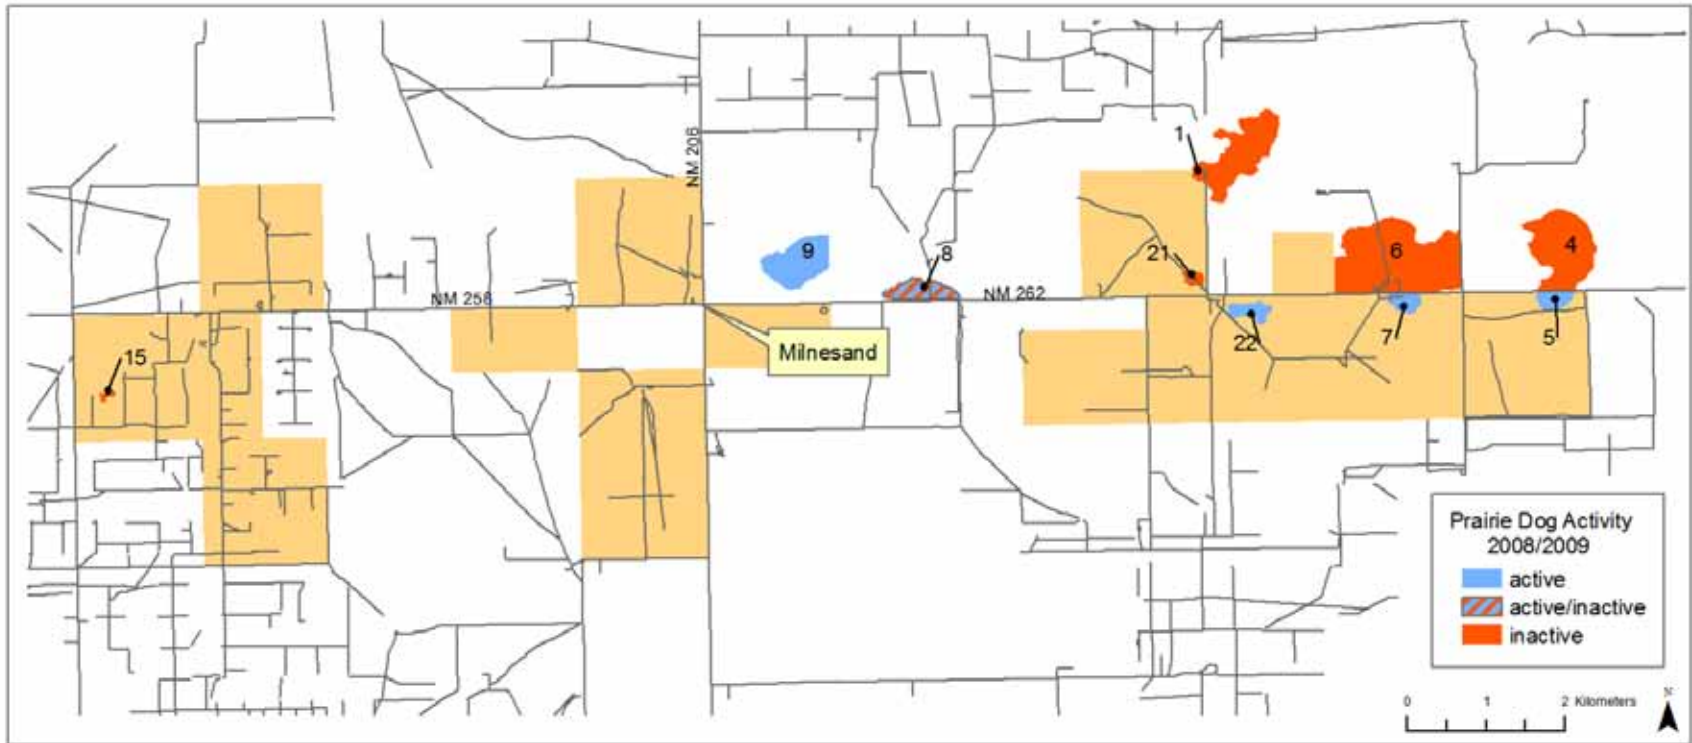 1
NM 206
9
8
21
6
4
NM 258
NM 262
15
Milnesand
22
7
5
Prairie Dog Activity
2008/2009
active
active/inactive
inactive
0 1 2 Kilometers
N